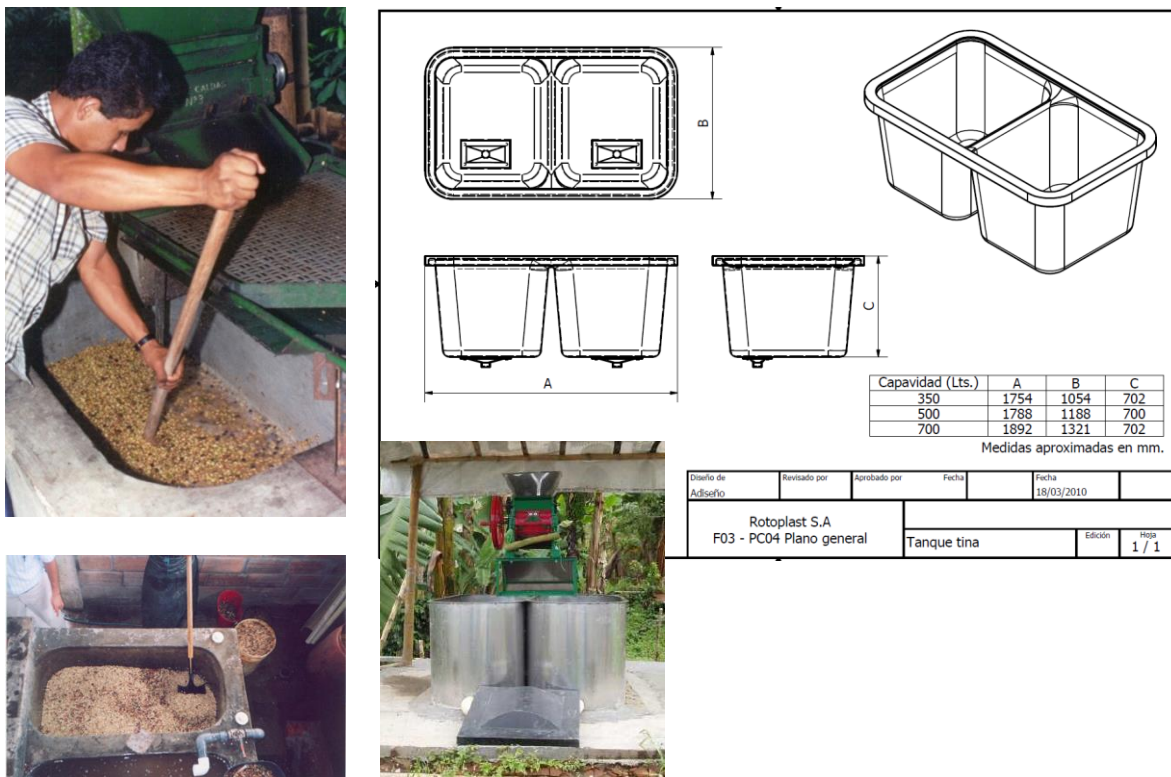 CALDAS
Nº3
B
A
C
Capavidad (Lts.) A B C
350 1754 1054 702
500 1788 1188 700
700 1892 1321 702
Medidas aproximadas en mm.
Diseño de Revisado por Aprobado por Fecha Fecha
Adiseño 18/03/2010
Rotoplast S.A
F03 - PC04 Plano general
Tanque tina
Edición Hoja
1 / 1